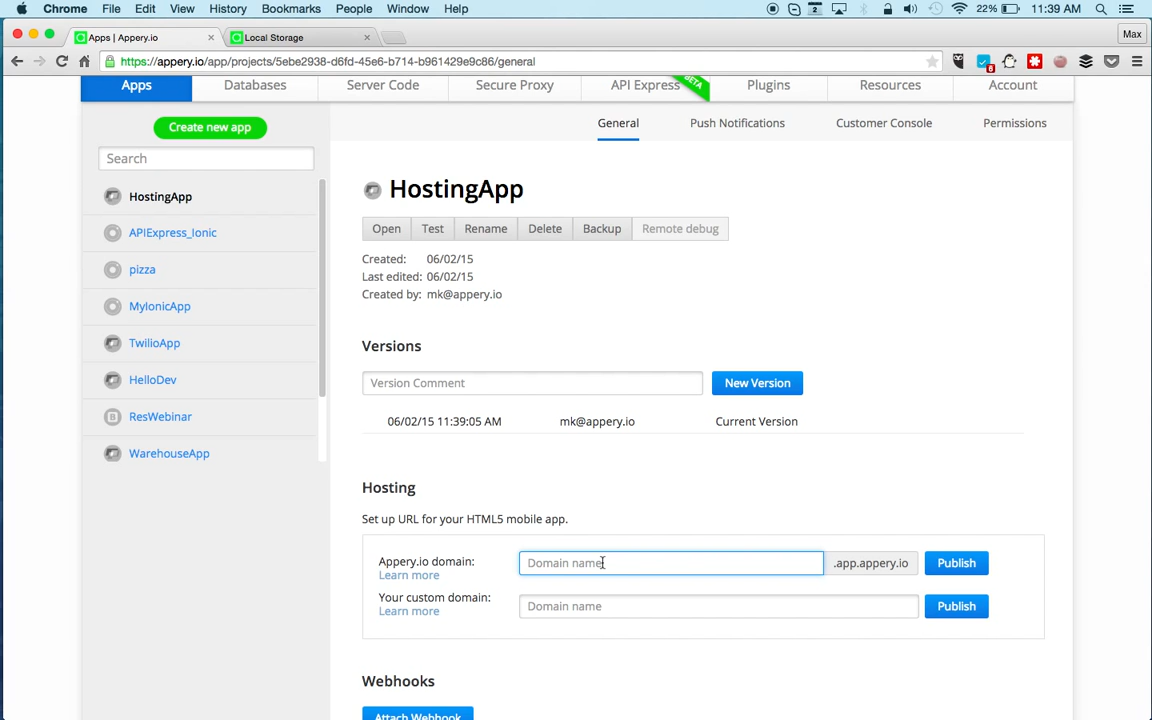 Chrome File Edit View History Bookmarks People Window Help 2 22% 11:39 AM
Apps | Appery.io Local Storage Max
https://appery.io/app/projects/5ebe2938-d6fd-45e6-b714-b961429e9c86/general 8
Apps Databases Server Code Secure Proxy API Express BETA Plugins Resources Account
General Push Notifications Customer Console Permissions
Create new app
Search
HostingApp
APIExpress_Ionic
pizza
MyIonicApp
TwilioApp
HelloDev
B ResWebinar
WarehouseApp
HostingApp
Open Test Rename Delete Backup Remote debug
Created: 06/02/15
Last edited: 06/02/15
Created by: mk@appery.io
Versions
Version Comment New Version
06/02/15 11:39:05 AM mk@appery.io Current Version
Hosting
Set up URL for your HTML5 mobile app.
Appery.io domain: Domain name .app.appery.io Publish
Learn more
Your custom domain: Domain name Publish
Learn more
Webhooks
Attach Webhook